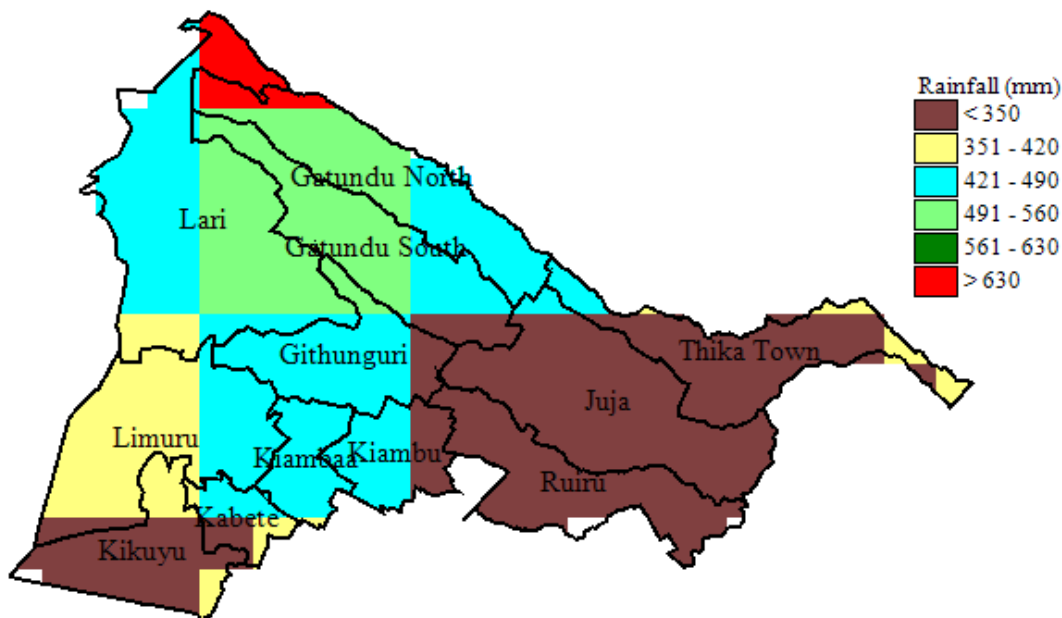 Rainfall (mm)
< 350
351 - 420
421 - 490
491 - 560
561 - 630
> 630
Gatundu North
Lari
Gatundu South
Githunguri
Thika Town
Juja
Limuru
Kiambaa
Kiambu
Ruiru
Kabete
Kikuyu